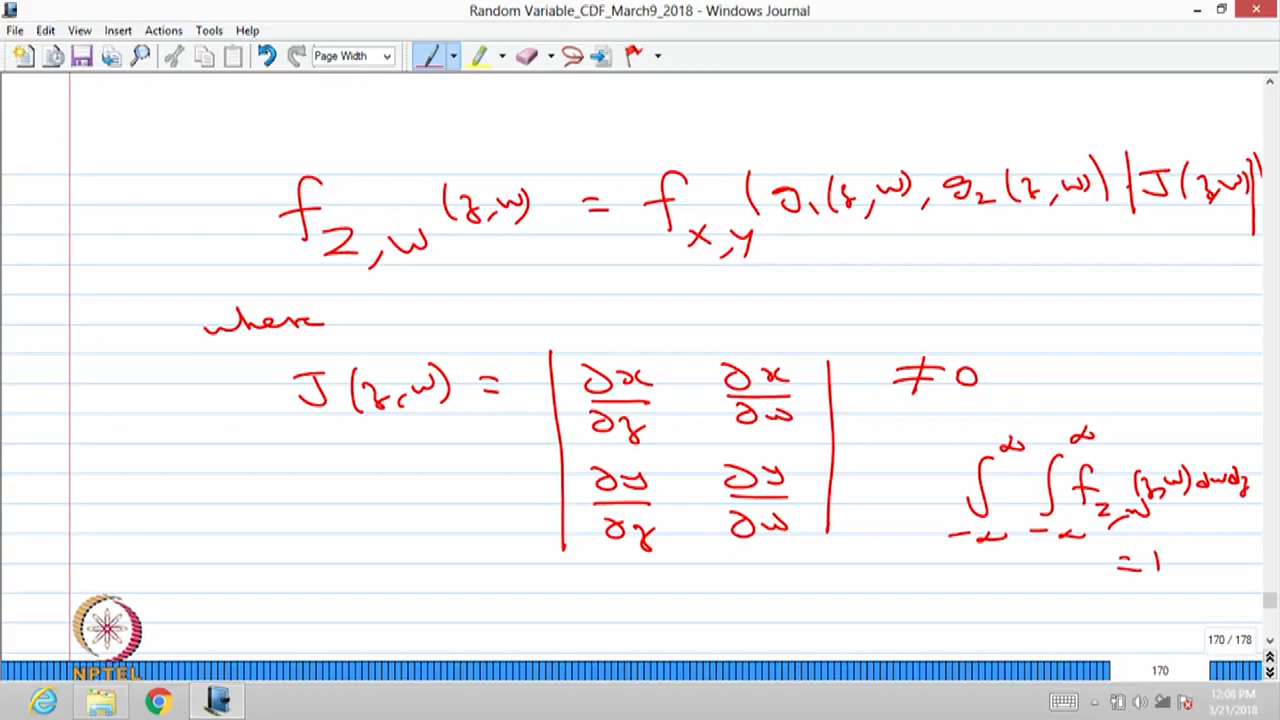 Random Variable_CDF_March9_2018 - Windows Journal
File Edit View Insert Actions Tools Help
Page Width
f_{Z,W}(z,w) = f_{X,Y}(g_1(z,w), g_2(z,w)) |J(z,w)|
where
J(z,w) = | ∂x/∂z ∂x/∂w | ≠ 0
| ∂y/∂z ∂y/∂w |
∫_{-∞}^{∞} ∫_{-∞}^{∞} f_{Z,W}(z,w) dw dz
= 1
170 / 178
NPTEL
170
12:08 PM
3/21/2018